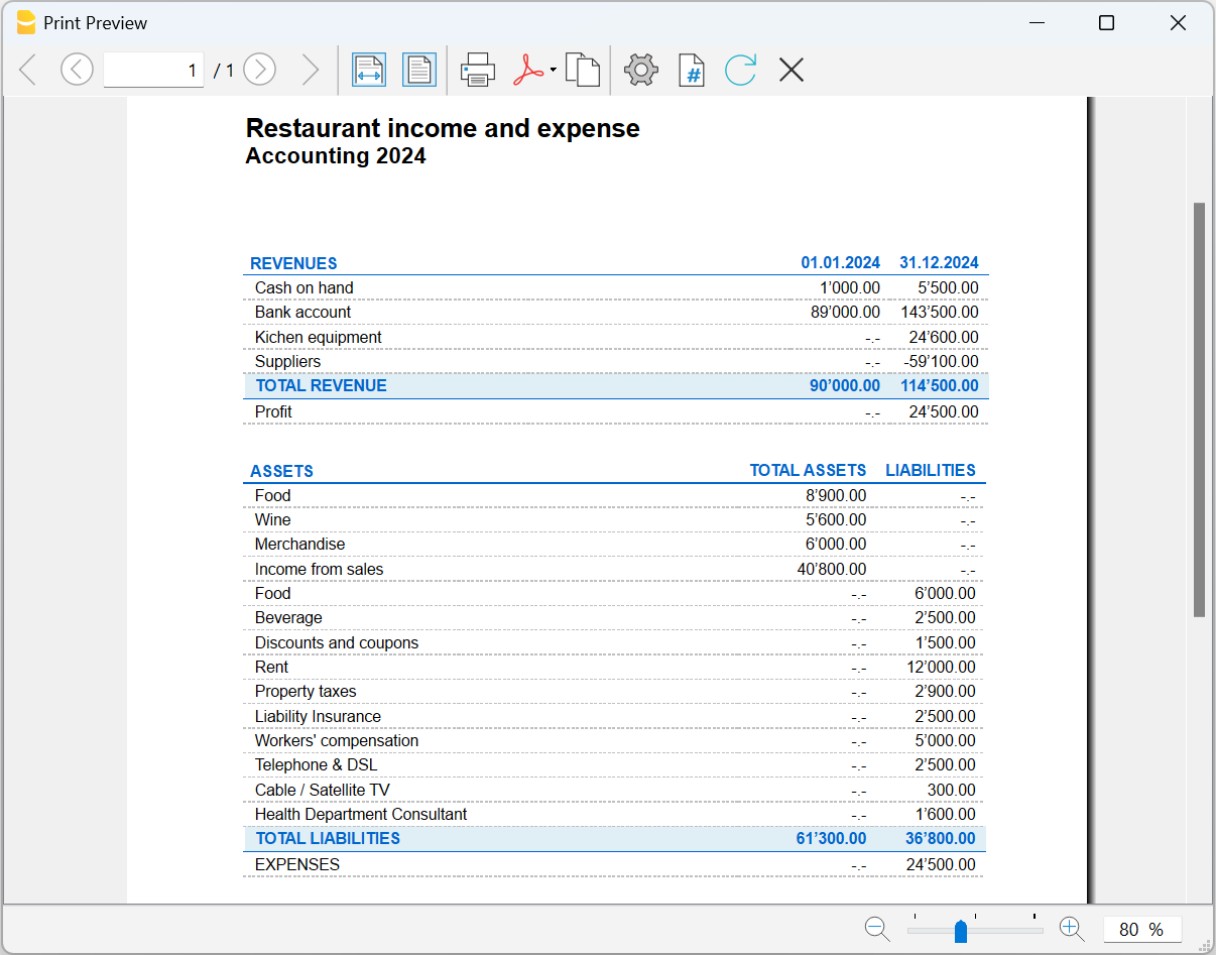 Print Preview
1 / 1
#
Restaurant income and expense
Accounting 2024
REVENUES 01.01.2024 31.12.2024
Cash on hand 1’000.00 5’500.00
Bank account 89’000.00 143’500.00
Kichen equipment -.- 24’600.00
Suppliers -.- -59’100.00
TOTAL REVENUE 90’000.00 114’500.00
Profit -.- 24’500.00
ASSETS TOTAL ASSETS LIABILITIES
Food 8’900.00 -.-
Wine 5’600.00 -.-
Merchandise 6’000.00 -.-
Income from sales 40’800.00 -.-
Food -.- 6’000.00
Beverage -.- 2’500.00
Discounts and coupons -.- 1’500.00
Rent -.- 12’000.00
Property taxes -.- 2’900.00
Liability Insurance -.- 2’500.00
Workers' compensation -.- 5’000.00
Telephone & DSL -.- 2’500.00
Cable / Satellite TV -.- 300.00
Health Department Consultant -.- 1’600.00
TOTAL LIABILITIES 61’300.00 36’800.00
EXPENSES -.- 24’500.00
80 %